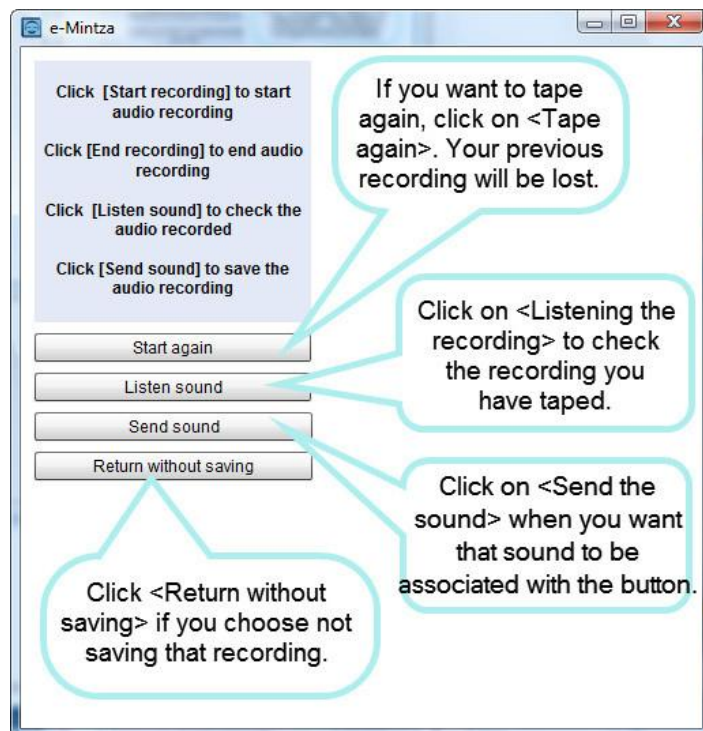 e-Mintza
Click [Start recording] to start
audio recording
Click [End recording] to end audio
recording
Click [Listen sound] to check the
audio recorded
Click [Send sound] to save the
audio recording
Start again
Listen sound
Send sound
Return without saving
If you want to tape
again, click on <Tape
again>. Your previous
recording will be lost.
Click on <Listening the
recording> to check
the recording you
have taped.
Click on <Send the
sound> when you want
that sound to be
associated with the button.
Click <Return without
saving> if you choose not
saving that recording.